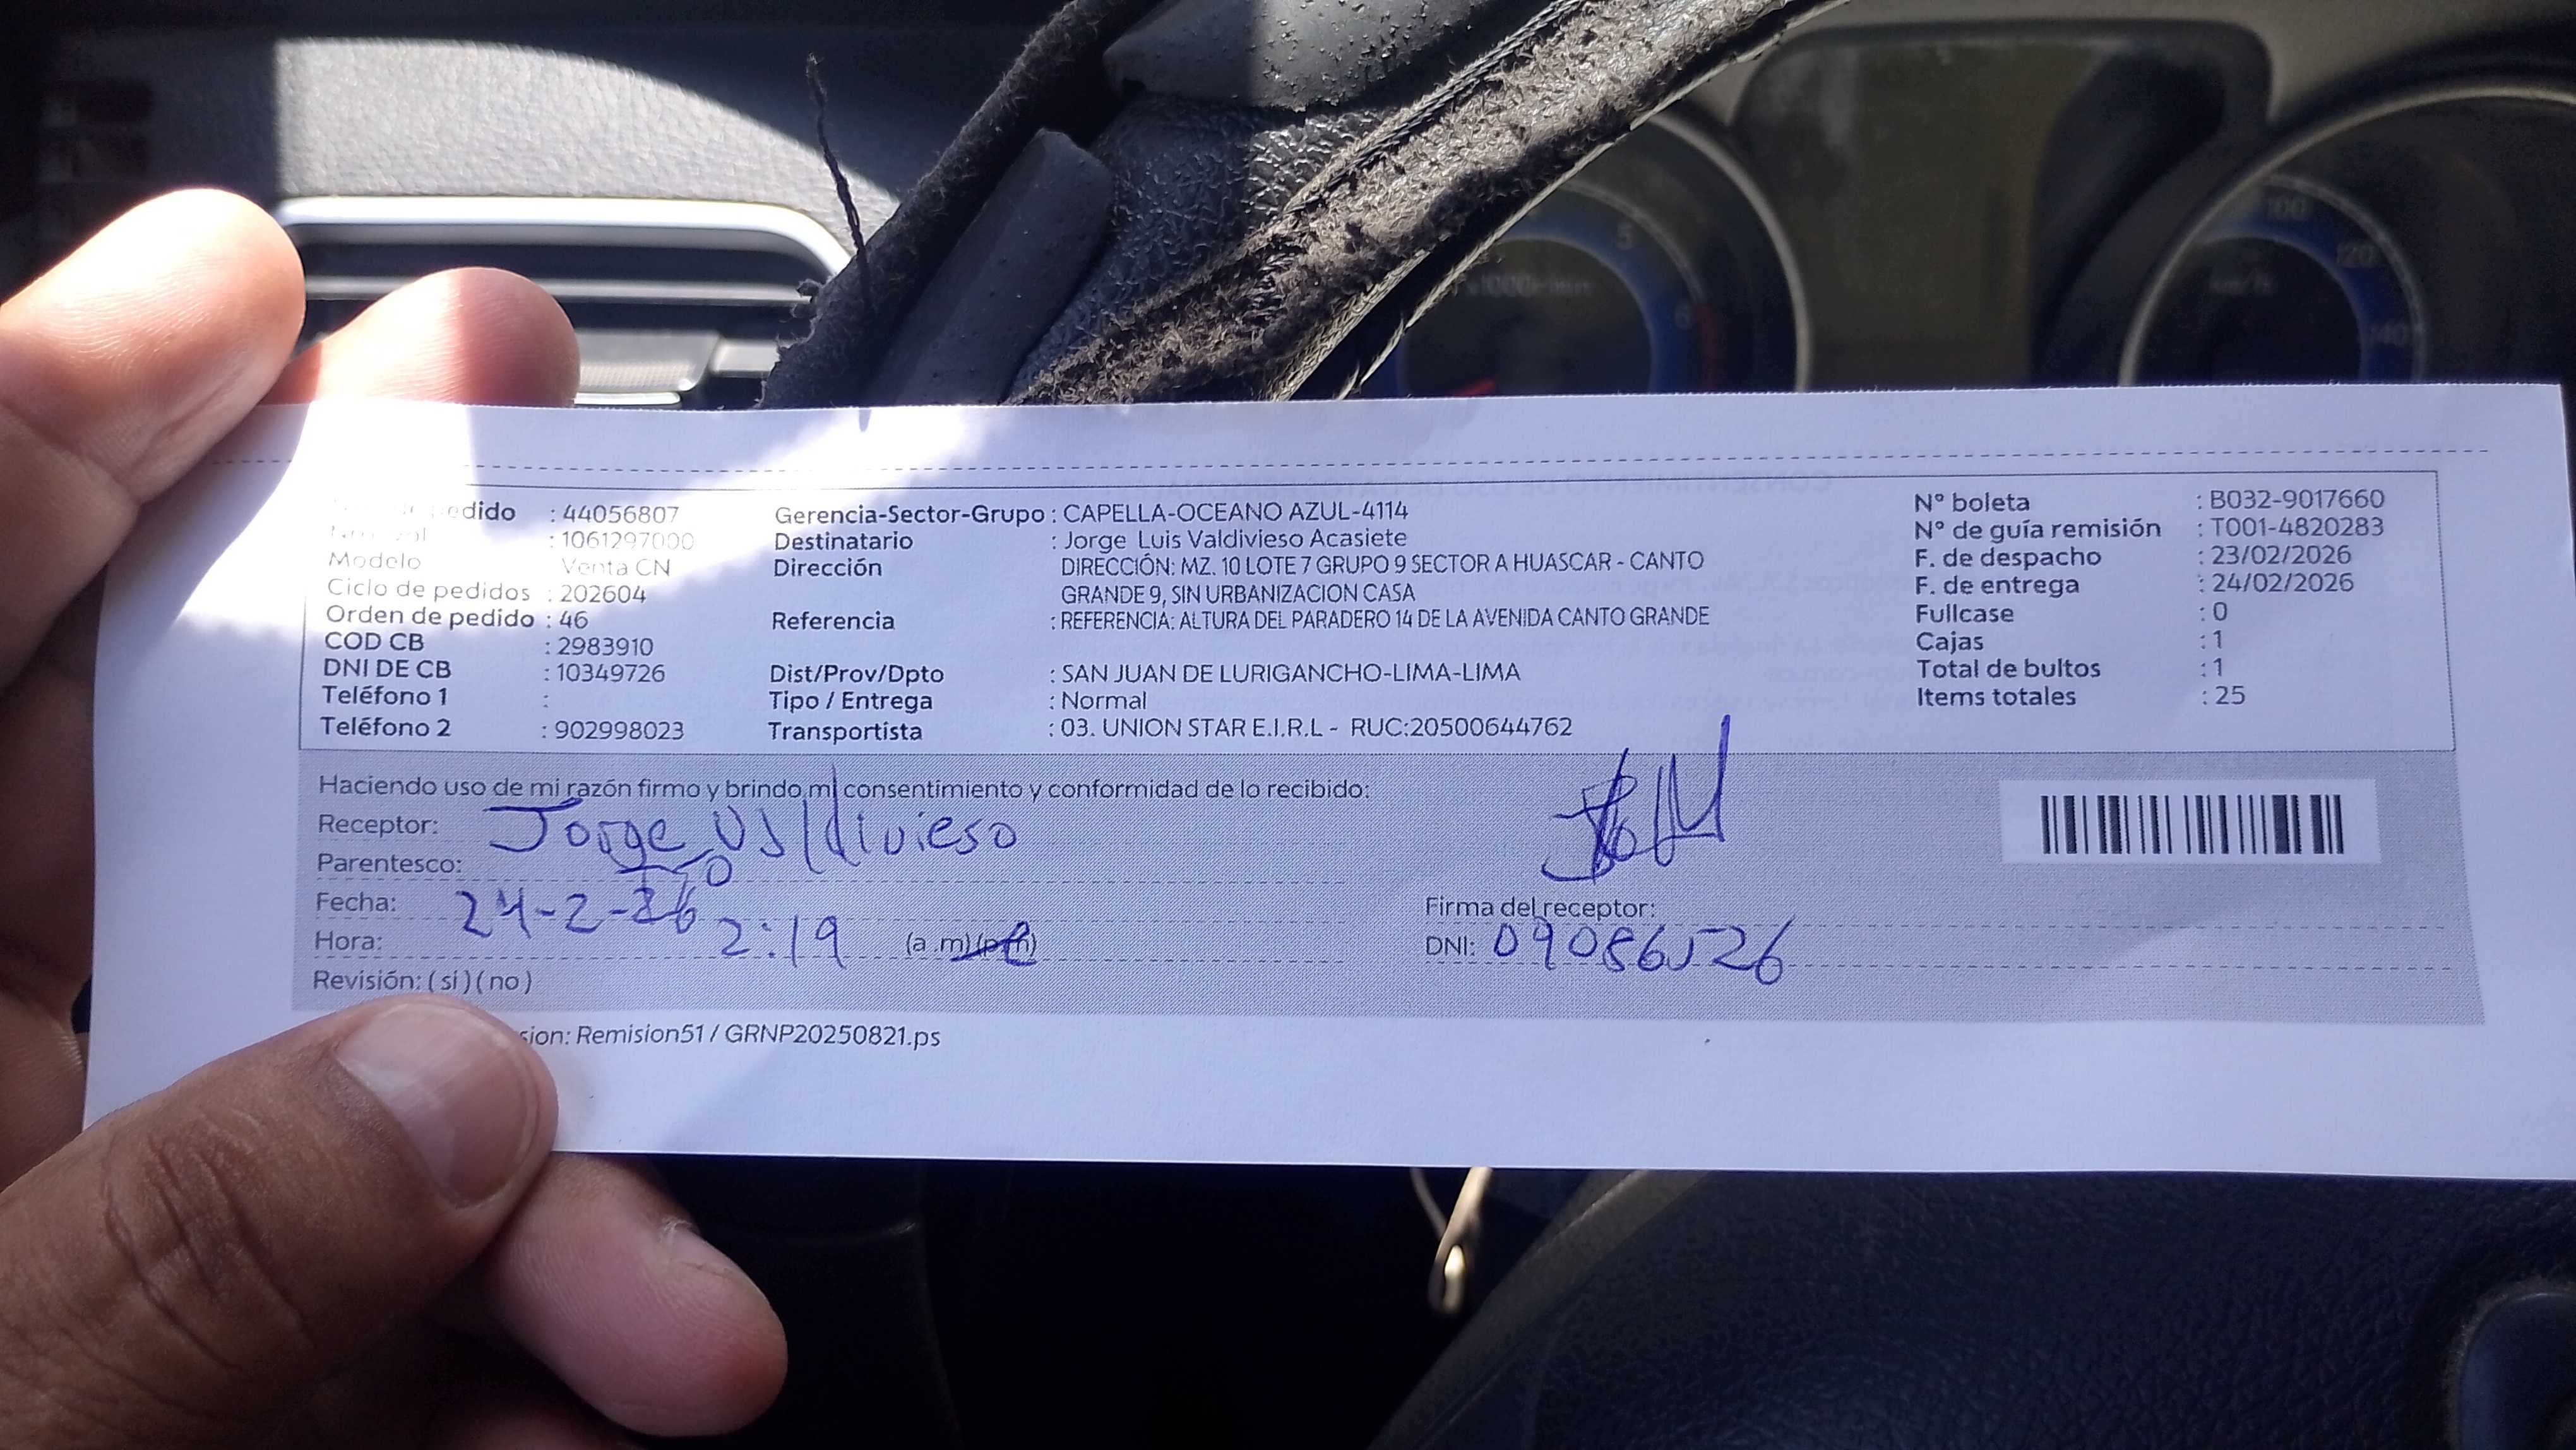 pedido : 44056807
: 1061297000
Modelo : Venta CN
Ciclo de pedidos : 202604
Orden de pedido : 46
COD CB : 2983910
DNI DE CB : 10349726
Teléfono 1 :
Teléfono 2 : 902998023
Gerencia-Sector-Grupo : CAPELLA-OCEANO AZUL-4114
Destinatario : Jorge Luis Valdivieso Acasiete
Dirección DIRECCIÓN: MZ. 10 LOTE 7 GRUPO 9 SECTOR A HUASCAR - CANTO
GRANDE 9, SIN URBANIZACION CASA
Referencia : REFERENCIA: ALTURA DEL PARADERO 14 DE LA AVENIDA CANTO GRANDE
Dist/Prov/Dpto : SAN JUAN DE LURIGANCHO-LIMA-LIMA
Tipo / Entrega : Normal
Transportista : 03. UNION STAR E.I.R.L - RUC:20500644762
N° boleta : B032-9017660
N° de guía remisión : T001-4820283
F. de despacho : 23/02/2026
F. de entrega : 24/02/2026
Fullcase : 0
Cajas : 1
Total de bultos : 1
Items totales : 25
Haciendo uso de mi razón firmo y brindo mi consentimiento y conformidad de lo recibido:
Receptor: Jorge Valdivieso
Parentesco:
Fecha: 24-2-26
Hora: 2:19 (a .m) (p.m)
Revisión: ( si ) ( no )
Firma del receptor:
DNI: 09086526
sion: Remision51 / GRNP20250821.ps
5
6
100
120
140